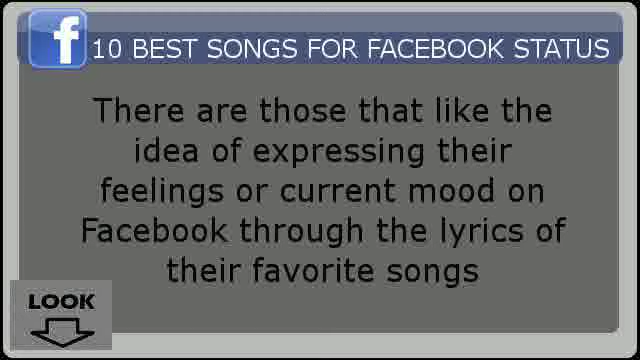 f 10 BEST SONGS FOR FACEBOOK STATUS
There are those that like the
idea of expressing their
feelings or current mood on
Facebook through the lyrics of
their favorite songs
LOOK